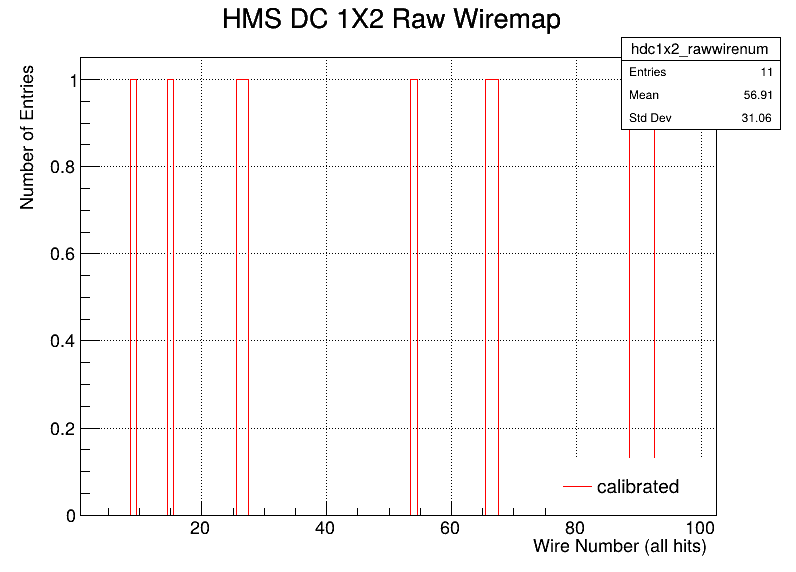 HMS DC 1X2 Raw Wiremap
hdc1x2_rawwirenum
Entries 11
Mean 56.91
Std Dev 31.06
Number of Entries
1
0.8
0.6
0.4
0.2
0
calibrated
20 40 60 80 100
Wire Number (all hits)